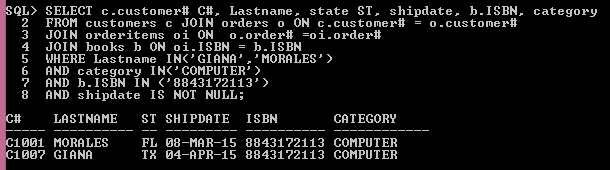 SQL> SELECT c.customer# C#, Lastname, state ST, shipdate, b.ISBN, category
2 FROM customers c JOIN orders o ON c.customer# = o.customer#
3 JOIN orderitems oi ON o.order# =oi.order#
4 JOIN books b ON oi.ISBN = b.ISBN
5 WHERE Lastname IN('GIANA','MORALES')
6 AND category IN('COMPUTER')
7 AND b.ISBN IN ('8843172113')
8 AND shipdate IS NOT NULL;
C# LASTNAME ST SHIPDATE ISBN CATEGORY
----- ---------- -- --------- ---------- ------------
C1001 MORALES FL 08-MAR-15 8843172113 COMPUTER
C1007 GIANA TX 04-APR-15 8843172113 COMPUTER